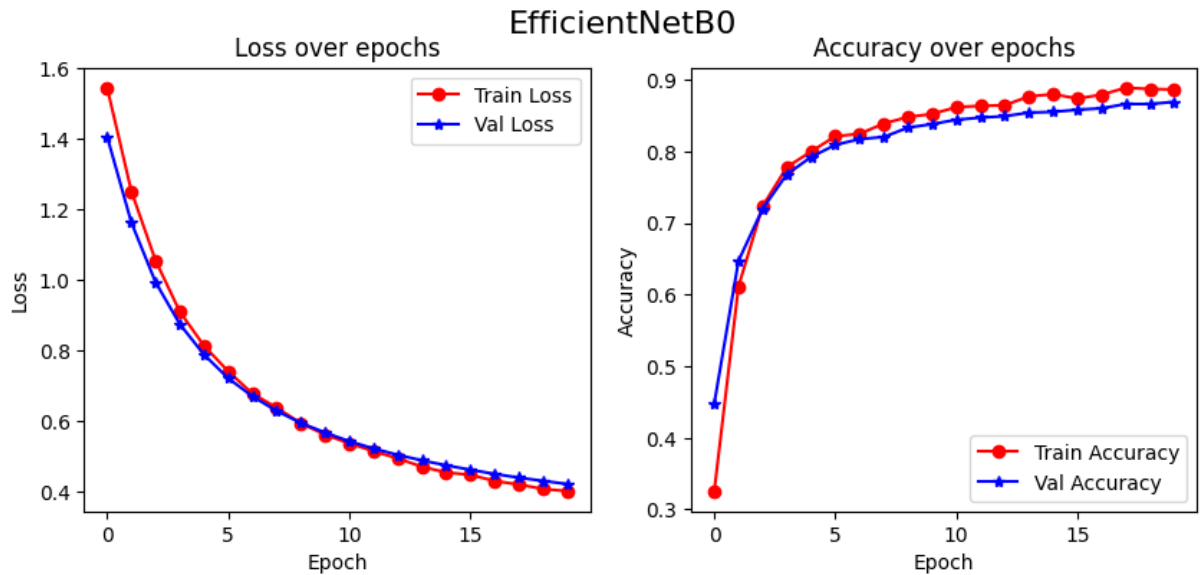 EfficientNetB0
Loss over epochs
Accuracy over epochs
1.6
1.4
1.2
1.0
0.8
0.6
0.4
Loss
Train Loss
Val Loss
0
5
10
15
Epoch
0.9
0.8
0.7
0.6
0.5
0.4
0.3
Accuracy
Train Accuracy
Val Accuracy
0
5
10
15
Epoch